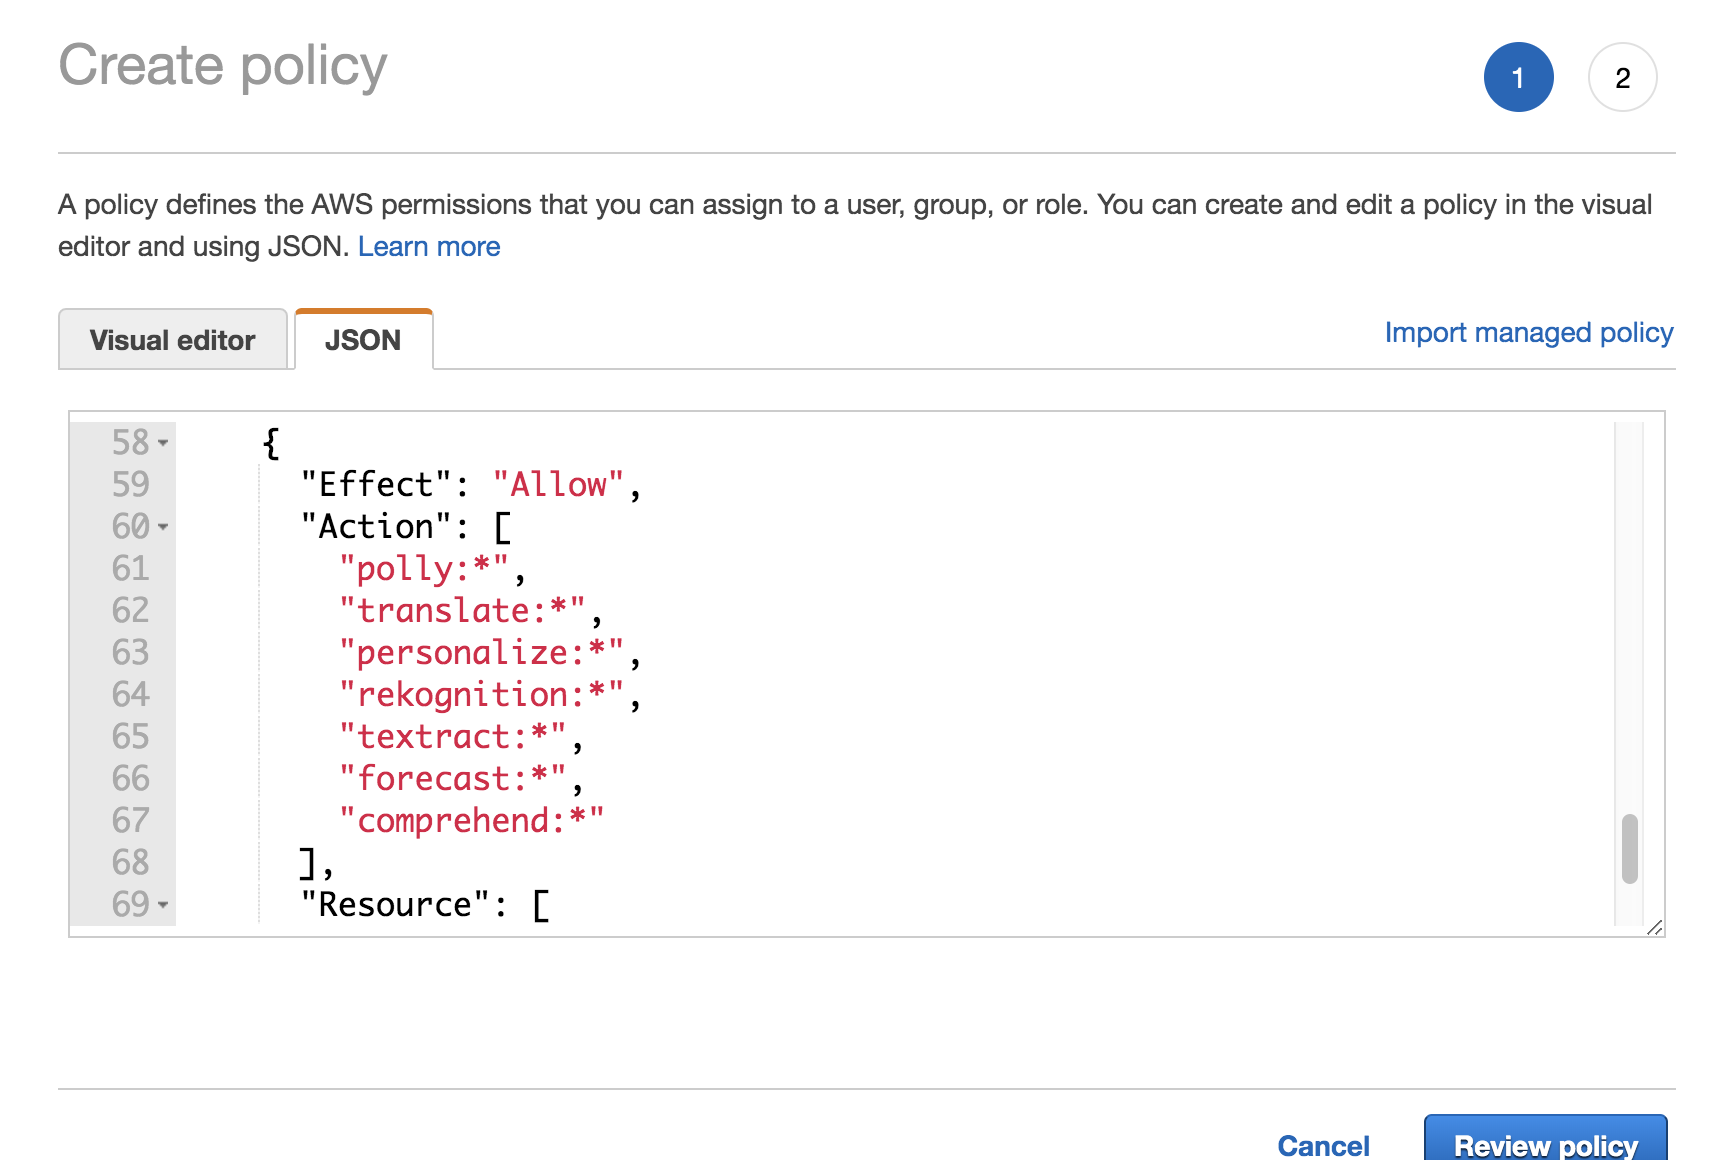 Create policy
1
2
A policy defines the AWS permissions that you can assign to a user, group, or role. You can create and edit a policy in the visual
editor and using JSON. Learn more
Visual editor
JSON
Import managed policy
58 {
59 "Effect": "Allow",
60 "Action": [
61 "polly:*",
62 "translate:*",
63 "personalize:*",
64 "rekognition:*",
65 "textract:*",
66 "forecast:*",
67 "comprehend:*"
68 ],
69 "Resource": [
Cancel
Review policy